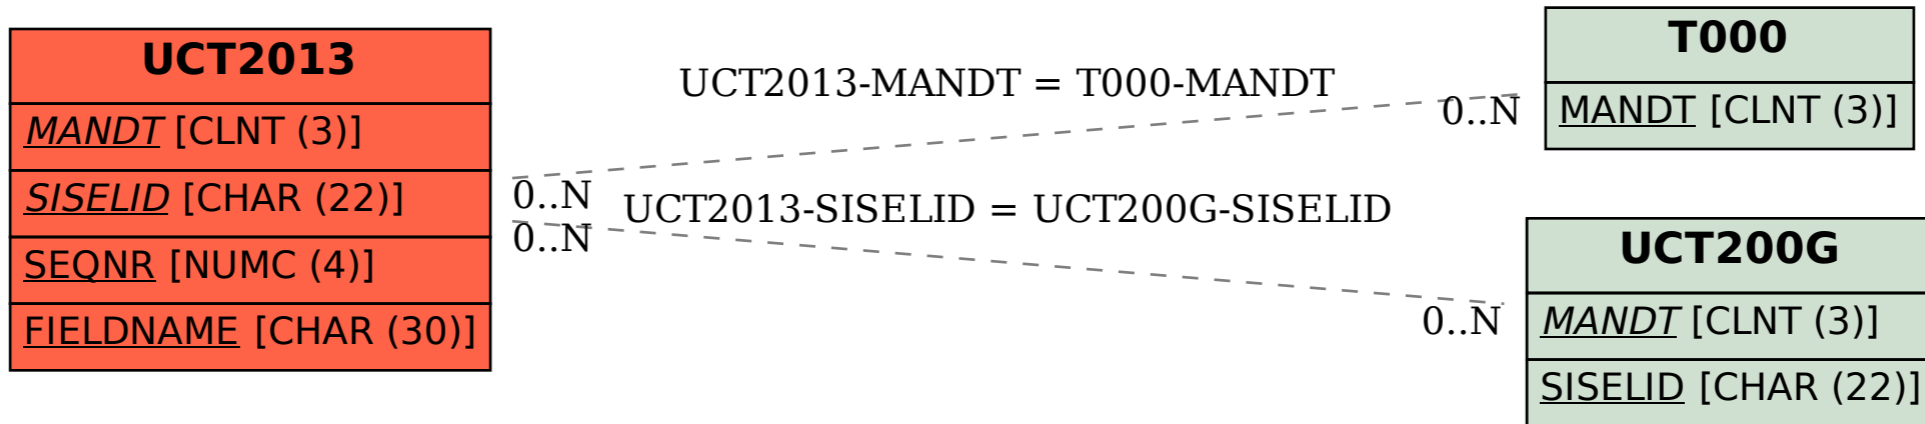 UCT2013
MANDT [CLNT (3)]
SISELID [CHAR (22)]
SEQNR [NUMC (4)]
FIELDNAME [CHAR (30)]
UCT2013-MANDT = T000-MANDT
0..N
0..N
UCT2013-SISELID = UCT200G-SISELID
0..N
0..N
T000
MANDT [CLNT (3)]
UCT200G
MANDT [CLNT (3)]
SISELID [CHAR (22)]